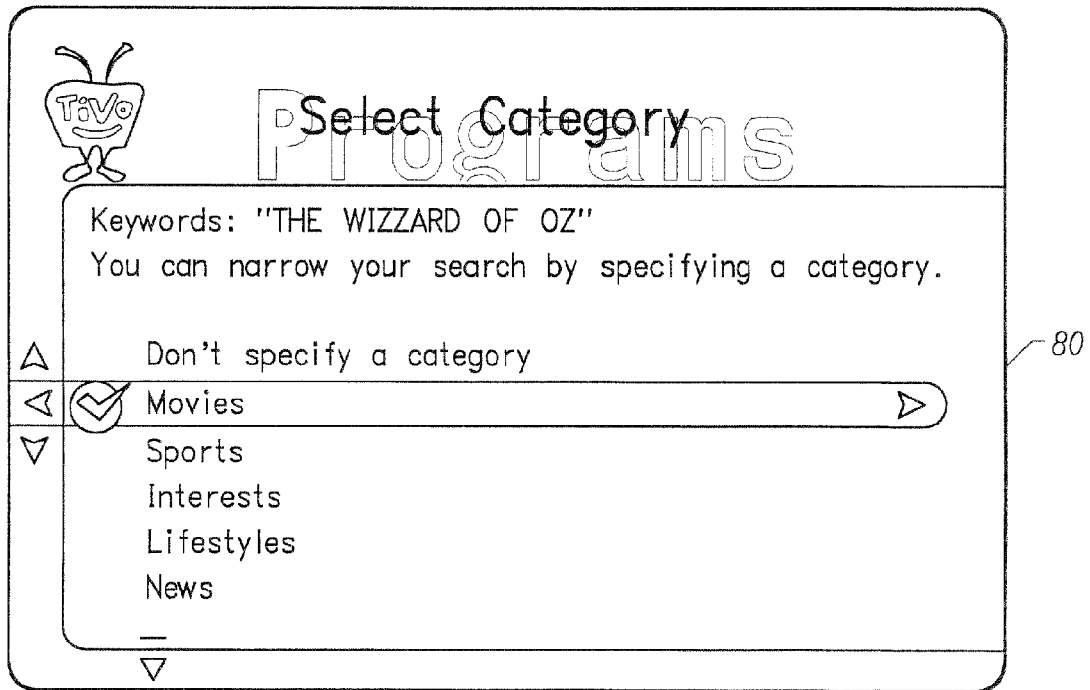 TiVo
Programs
Select Category
Keywords: "THE WIZZARD OF OZ"
You can narrow your search by specifying a category.
Don't specify a category
80
Movies
Sports
Interests
Lifestyles
News